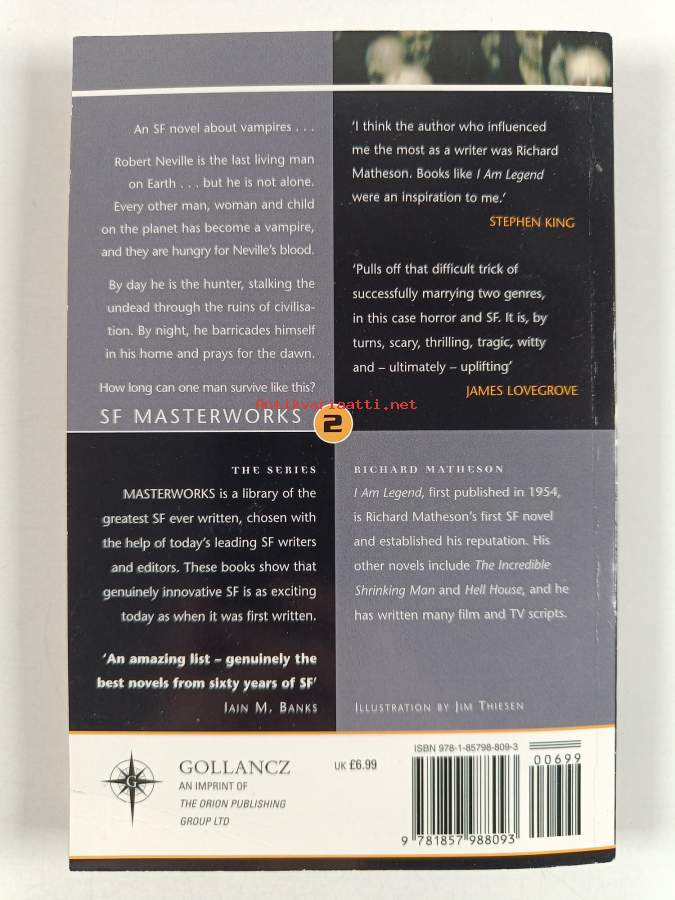 An SF novel about vampires . . .
Robert Neville is the last living man
on Earth . . . but he is not alone.
Every other man, woman and child
on the planet has become a vampire,
and they are hungry for Neville's blood.
By day he is the hunter, stalking the
undead through the ruins of civilisa-
tion. By night, he barricades himself
in his home and prays for the dawn.
How long can one man survive like this?
'I think the author who influenced
me the most as a writer was Richard
Matheson. Books like I Am Legend
were an inspiration to me.'
STEPHEN KING
'Pulls off that difficult trick of
successfully marrying two genres,
in this case horror and SF. It is, by
turns, scary, thrilling, tragic, witty
and – ultimately – uplifting'
JAMES LOVEGROVE
Antikvariaatti.net
SF MASTERWORKS 2
THE SERIES
MASTERWORKS is a library of the
greatest SF ever written, chosen with
the help of today's leading SF writers
and editors. These books show that
genuinely innovative SF is as exciting
today as when it was first written.
'An amazing list – genuinely the
best novels from sixty years of SF'
IAIN M. BANKS
RICHARD MATHESON
I Am Legend, first published in 1954,
is Richard Matheson's first SF novel
and established his reputation. His
other novels include The Incredible
Shrinking Man and Hell House, and he
has written many film and TV scripts.
ILLUSTRATION BY JIM THIESEN
G
GOLLANCZ
AN IMPRINT OF
THE ORION PUBLISHING
GROUP LTD
UK £6.99
ISBN 978-1-85798-809-3
00699
9 781857 988093